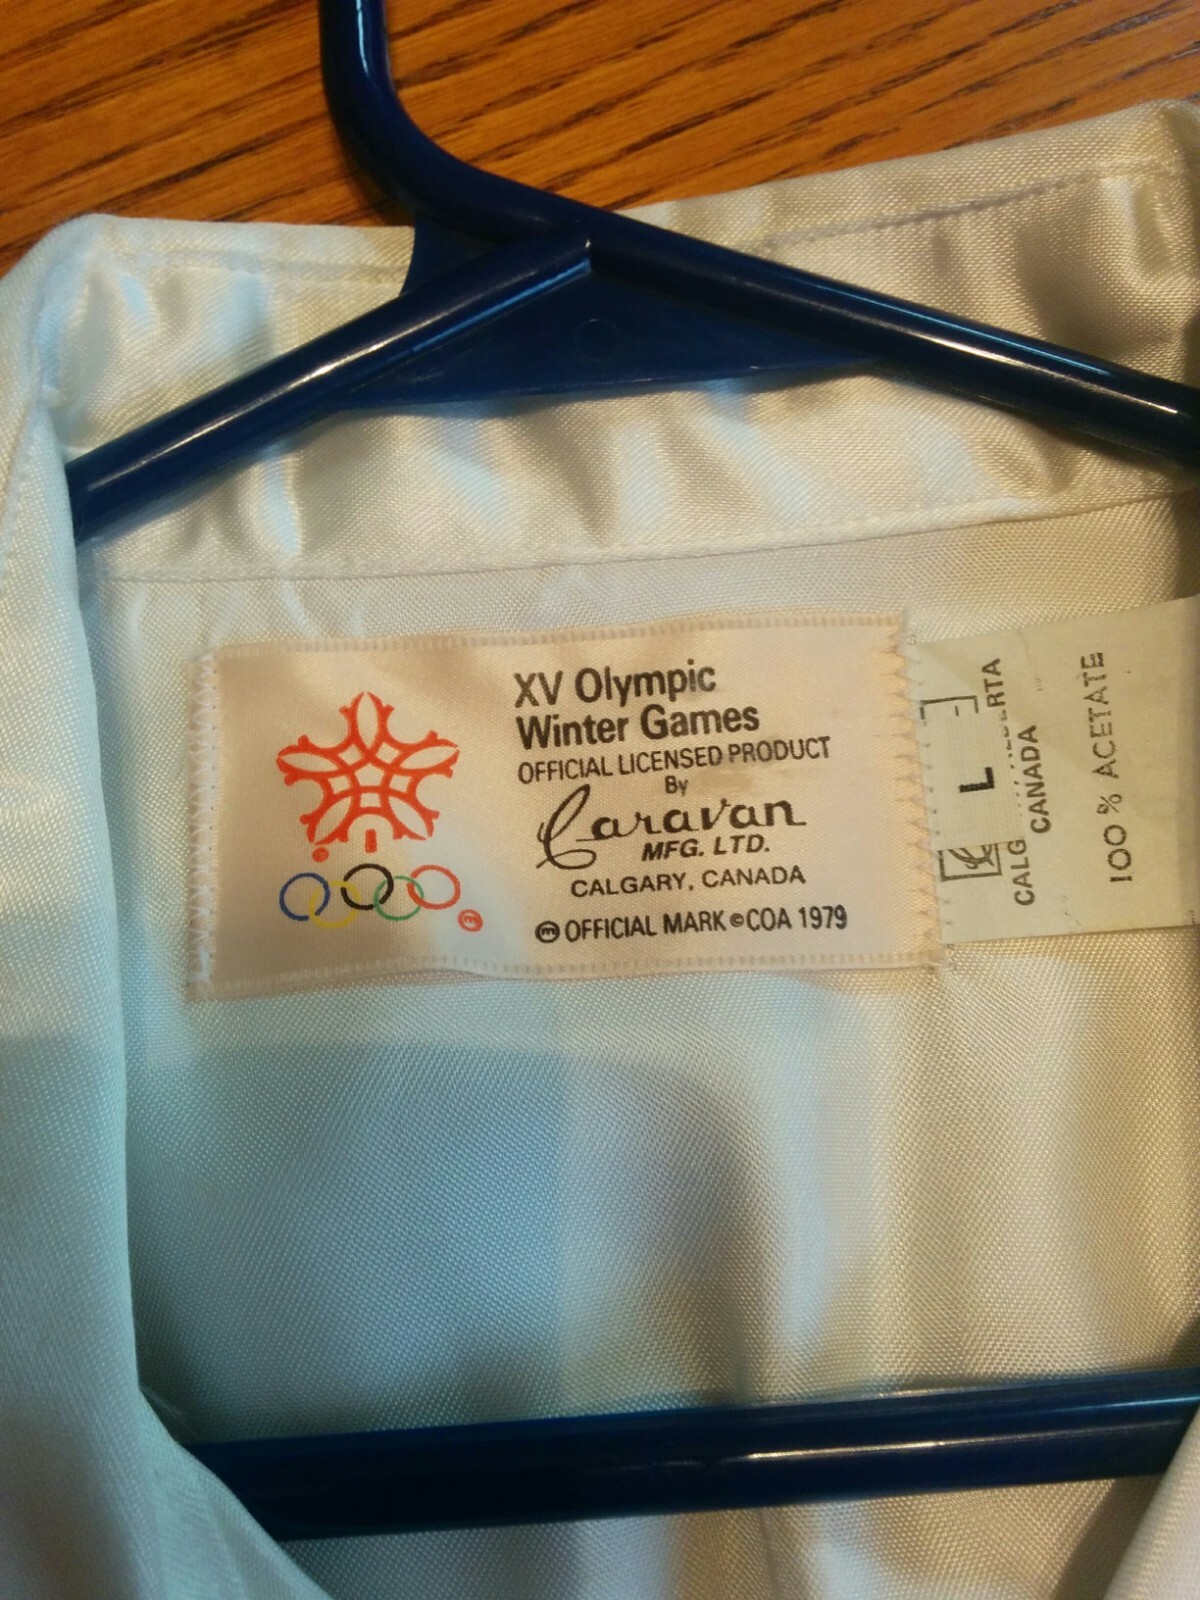 XV Olympic
Winter Games
OFFICIAL LICENSED PRODUCT
By
Caravan
MFG. LTD.
CALGARY, CANADA
ⓜ OFFICIAL MARK © COA 1979
ⓜ
L
CANADA
100% ACETATE